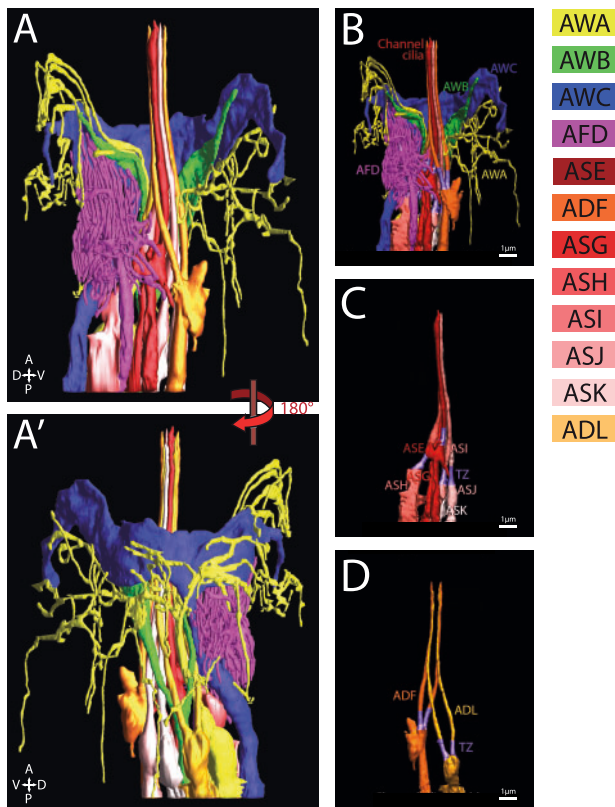 A
A
D V
P
180°
A'
A
V D
P
B
Channel
cilia
AWC
AWB
AFD
AWA
1µm
C
ASE
ASI
ASG
TZ
ASH
ASJ
ASK
1µm
D
ADF
ADL
TZ
1µm
AWA
AWB
AWC
AFD
ASE
ADF
ASG
ASH
ASI
ASJ
ASK
ADL